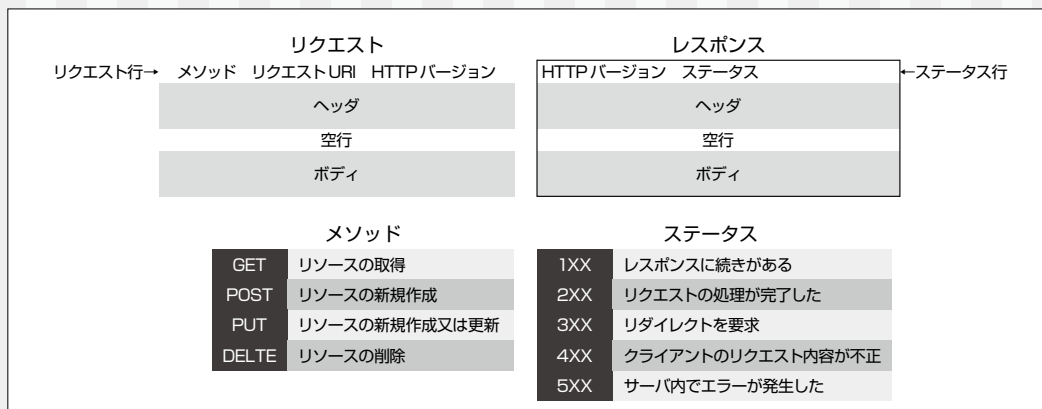 リクエスト
リクエスト行→ メソッド リクエストURI HTTPバージョン
ヘッダ
空行
ボディ
レスポンス
HTTPバージョン ステータス ←ステータス行
ヘッダ
空行
ボディ
メソッド
GET リソースの取得
POST リソースの新規作成
PUT リソースの新規作成又は更新
DELTE リソースの削除
ステータス
1XX レスポンスに続きがある
2XX リクエストの処理が完了した
3XX リダイレクトを要求
4XX クライアントのリクエスト内容が不正
5XX サーバ内でエラーが発生した